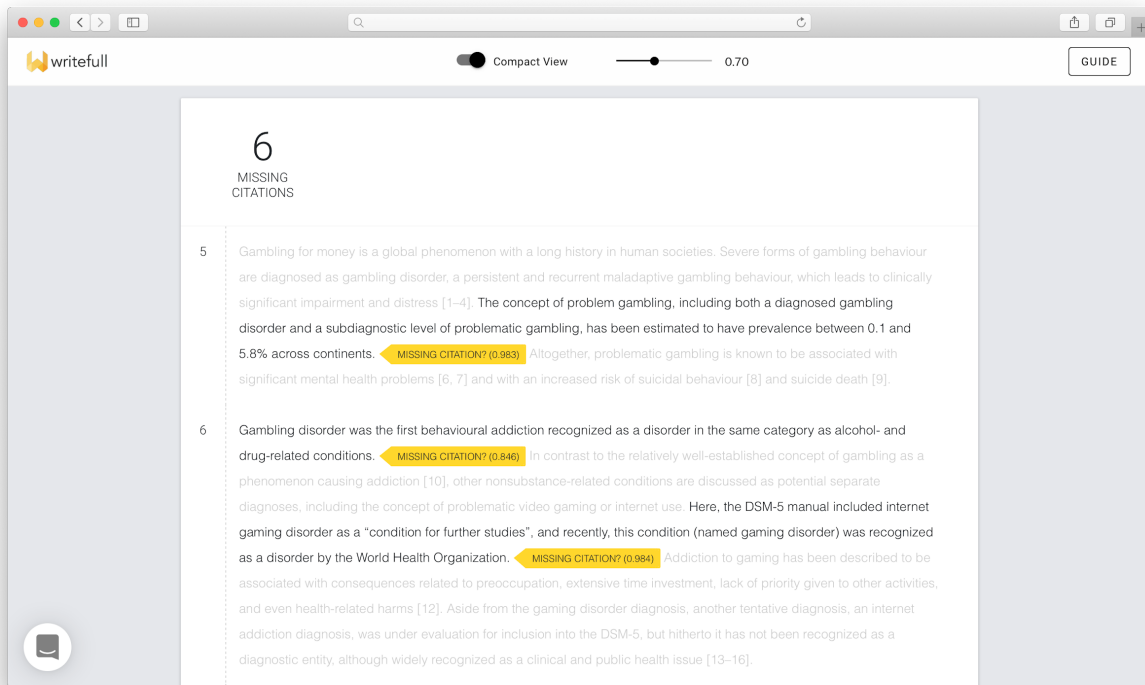 writefull
Compact View
0.70
GUIDE
6
MISSING
CITATIONS
5
Gambling for money is a global phenomenon with a long history in human societies. Severe forms of gambling behaviour
are diagnosed as gambling disorder, a persistent and recurrent maladaptive gambling behaviour, which leads to clinically
significant impairment and distress [1–4]. The concept of problem gambling, including both a diagnosed gambling
disorder and a subdiagnostic level of problematic gambling, has been estimated to have prevalence between 0.1 and
5.8% across continents. MISSING CITATION? (0.983) Altogether, problematic gambling is known to be associated with
significant mental health problems [6, 7] and with an increased risk of suicidal behaviour [8] and suicide death [9].
6
Gambling disorder was the first behavioural addiction recognized as a disorder in the same category as alcohol- and
drug-related conditions. MISSING CITATION? (0.846) In contrast to the relatively well-established concept of gambling as a
phenomenon causing addiction [10], other nonsubstance-related conditions are discussed as potential separate
diagnoses, including the concept of problematic video gaming or internet use. Here, the DSM-5 manual included internet
gaming disorder as a “condition for further studies”, and recently, this condition (named gaming disorder) was recognized
as a disorder by the World Health Organization. MISSING CITATION? (0.984) Addiction to gaming has been described to be
associated with consequences related to preoccupation, extensive time investment, lack of priority given to other activities,
and even health-related harms [12]. Aside from the gaming disorder diagnosis, another tentative diagnosis, an internet
addiction diagnosis, was under evaluation for inclusion into the DSM-5, but hitherto it has not been recognized as a
diagnostic entity, although widely recognized as a clinical and public health issue [13–16].